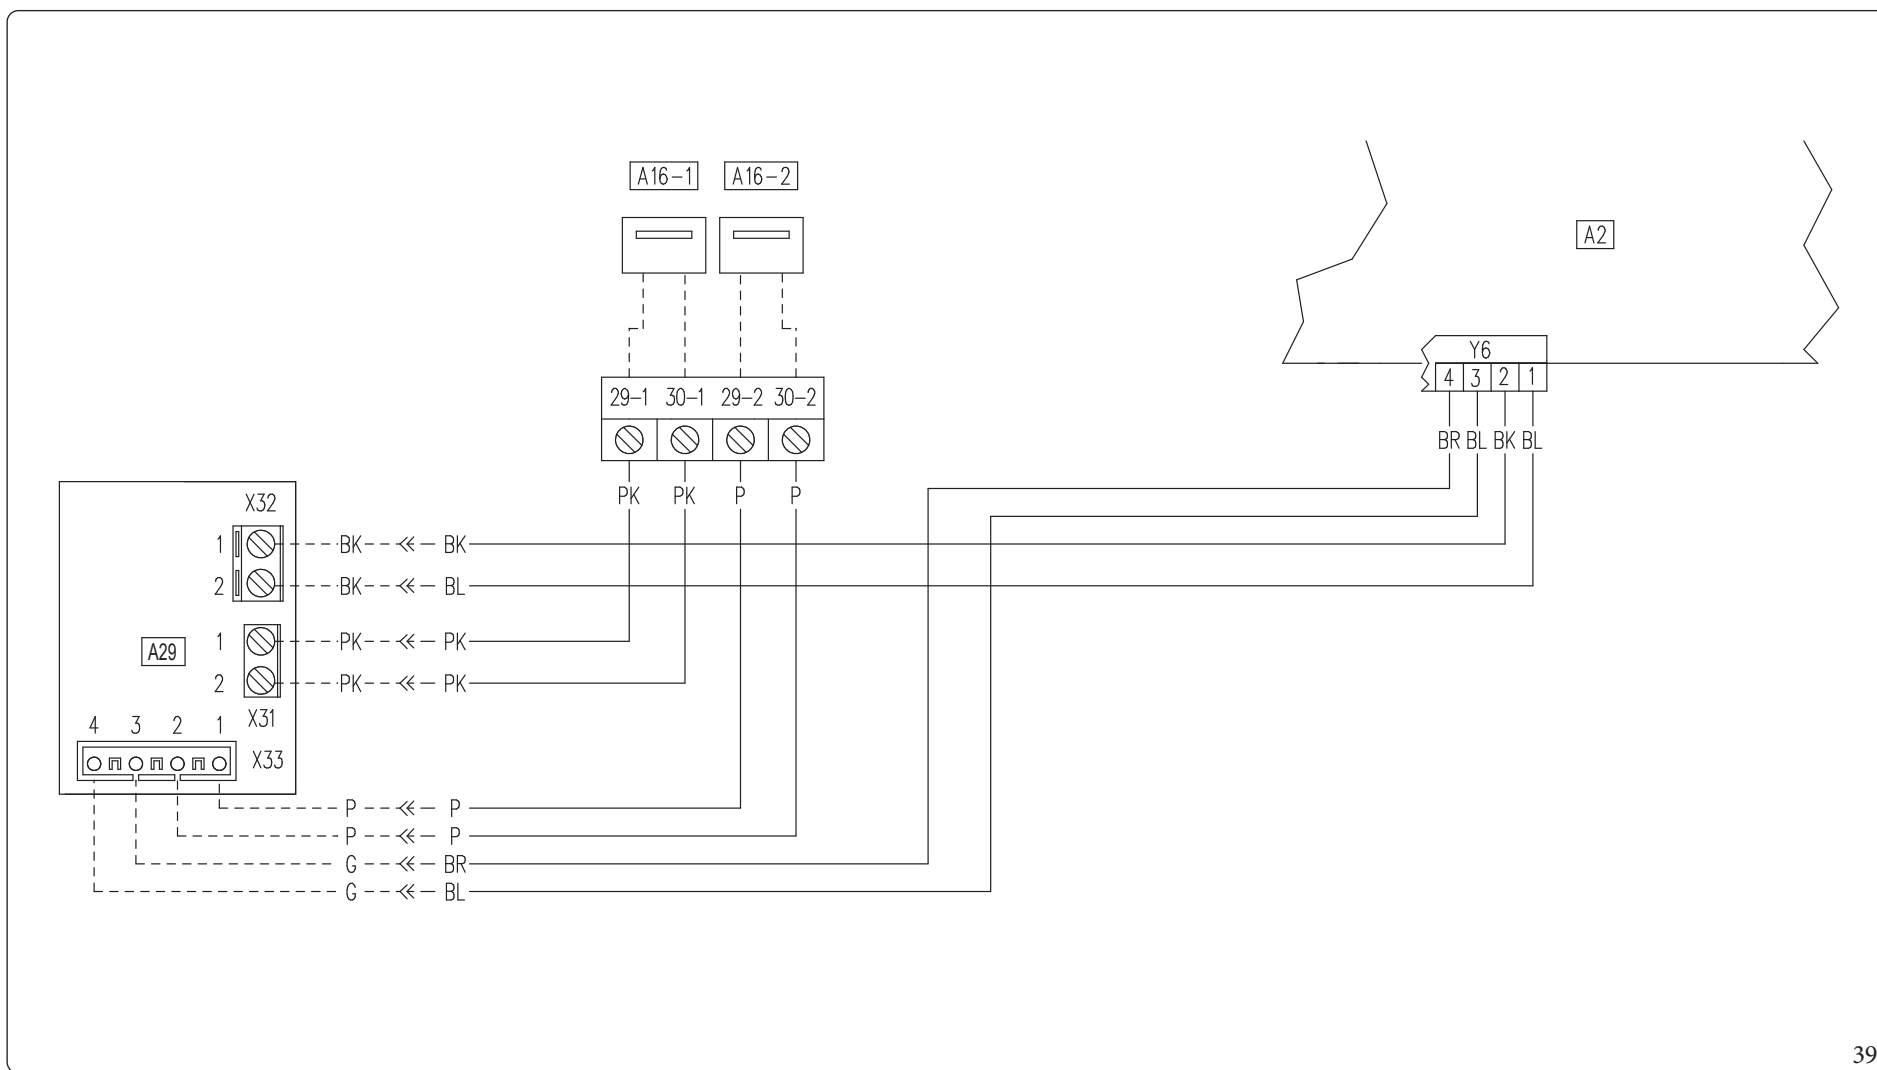 A16-1 A16-2
A2
Y6
4 3 2 1
29-1 30-1 29-2 30-2
BR BL BK BL
PK PK P P
X32
1 BK BK
2 BK BL
1 PK PK
A29
2 PK PK
X31
4 3 2 1
X33
P P
P P
G BR
G BL
39